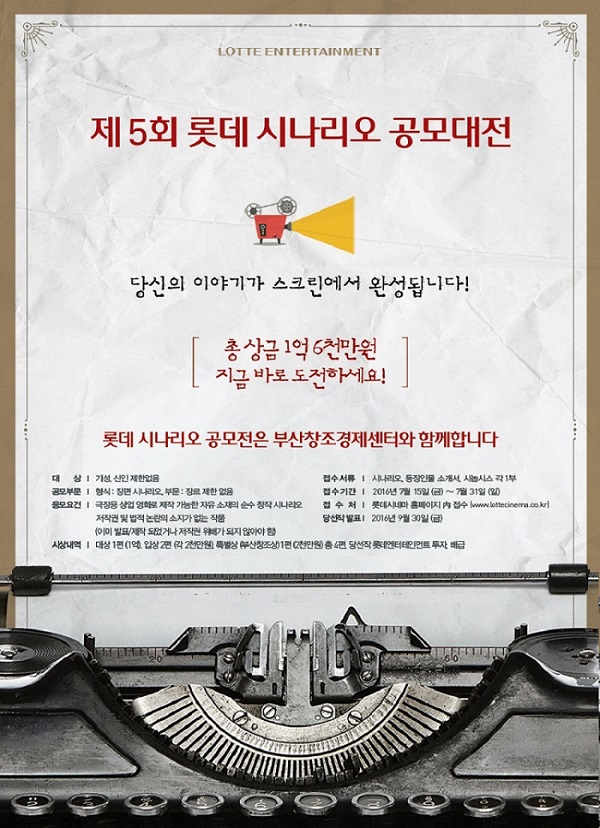 LOTTE ENTERTAINMENT
제 5회 롯데 시나리오 공모대전
당신의 이야기가 스크린에서 완성됩니다!
총 상금 1억 6천만원
지금 바로 도전하세요!
롯데 시나리오 공모전은 부산창조경제센터와 함께합니다
대 상 | 기성, 신인 제한없음
공모부문 | 형식 : 장편 시나리오, 부문 : 장르 제한 없음
응모요건 | 극장용 상업 영화로 제작 가능한 자유 소재의 순수 창작 시나리오
저작권 및 법적 논란의 소지가 없는 작품
(이미 발표/제작 되었거나 저작권 위배가 되지 않아야 함)
시상내역 | 대상 1편 (1억), 입상 2편 (각 2천만원), 특별상 (부산창조상) 1편 (2천만원) 총 4편, 당선작 롯데엔터테인먼트 투자, 배급
접수서류 | 시나리오, 등장인물 소개서, 시놉시스 각 1부
접수기간 | 2016년 7월 15일 (금) ~ 7월 31일 (일)
접 수 처 | 롯데시네마 홈페이지 內 접수 (www.lottecinema.co.kr)
당선작 발표 | 2016년 9월 30일 (금)
20
60